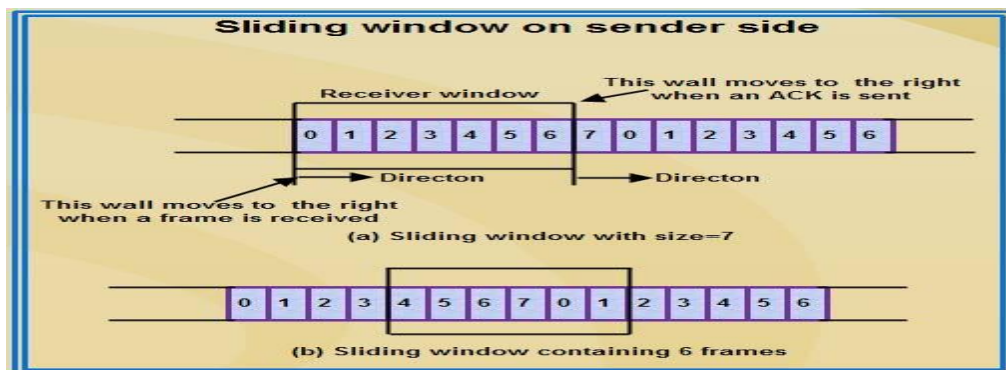 Sliding window on sender side
This wall moves to the right
when an ACK is sent
Receiver window
0 1 2 3 4 5 6 7 0 1 2 3 4 5 6
Directon
Directon
This wall moves to the right
when a frame is received
(a) Sliding window with size=7
0 1 2 3 4 5 6 7 0 1 2 3 4 5 6
(b) Sliding window containing 6 frames